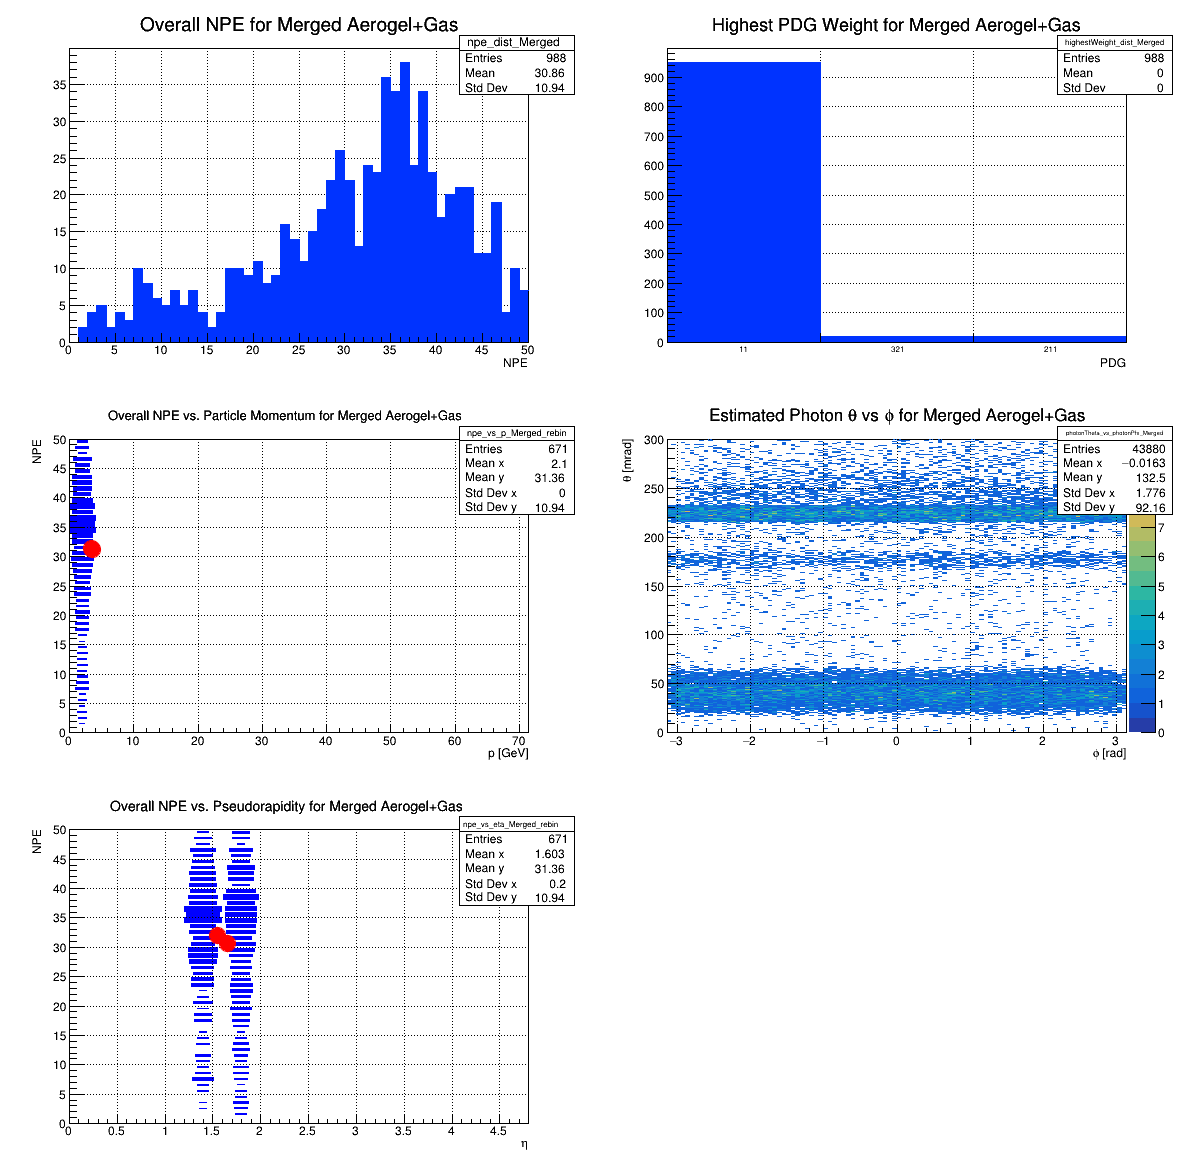 Overall NPE for Merged Aerogel+Gas
npe_dist_Merged
Entries 988
Mean 30.86
Std Dev 10.94
35
30
25
20
15
10
5
0
0 5 10 15 20 25 30 35 40 45 50
NPE
Highest PDG Weight for Merged Aerogel+Gas
highestWeight_dist_Merged
Entries 988
Mean 0
Std Dev 0
900
800
700
600
500
400
300
200
100
0
11 321 211
PDG
Overall NPE vs. Particle Momentum for Merged Aerogel+Gas
npe_vs_p_Merged_rebin
Entries 671
Mean x 2.1
Mean y 31.36
Std Dev x 0
Std Dev y 10.94
NPE
50
45
40
35
30
25
20
15
10
5
0
0 10 20 30 40 50 60 70
p [GeV]
Estimated Photon θ vs ϕ for Merged Aerogel+Gas
photonTheta_vs_photonPhi_Merged
Entries 43880
Mean x −0.0163
Mean y 132.5
Std Dev x 1.776
Std Dev y 92.16
θ [mrad]
300
250
200
150
100
50
0
−3 −2 −1 0 1 2 3
ϕ [rad]
7
6
5
4
3
2
1
0
Overall NPE vs. Pseudorapidity for Merged Aerogel+Gas
npe_vs_eta_Merged_rebin
Entries 671
Mean x 1.603
Mean y 31.36
Std Dev x 0.2
Std Dev y 10.94
NPE
50
45
40
35
30
25
20
15
10
5
0
0 0.5 1 1.5 2 2.5 3 3.5 4 4.5
η